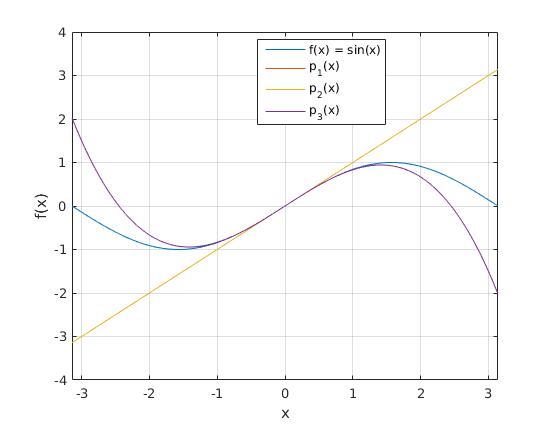 4
3
2
1
0
-1
-2
-3
-4
f(x)
f(x) = sin(x)
p1(x)
p2(x)
p3(x)
-3 -2 -1 0 1 2 3
x